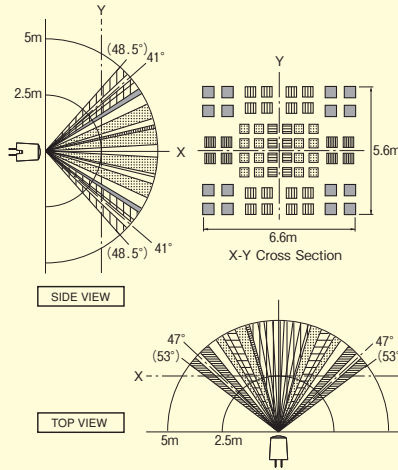 Y
5m
(48.5°)
41°
2.5m
X
41°
(48.5°)
SIDE VIEW
Y
5.6m
6.6m
X-Y Cross Section
47°
(53°)
47°
(53°)
X
TOP VIEW
5m
2.5m